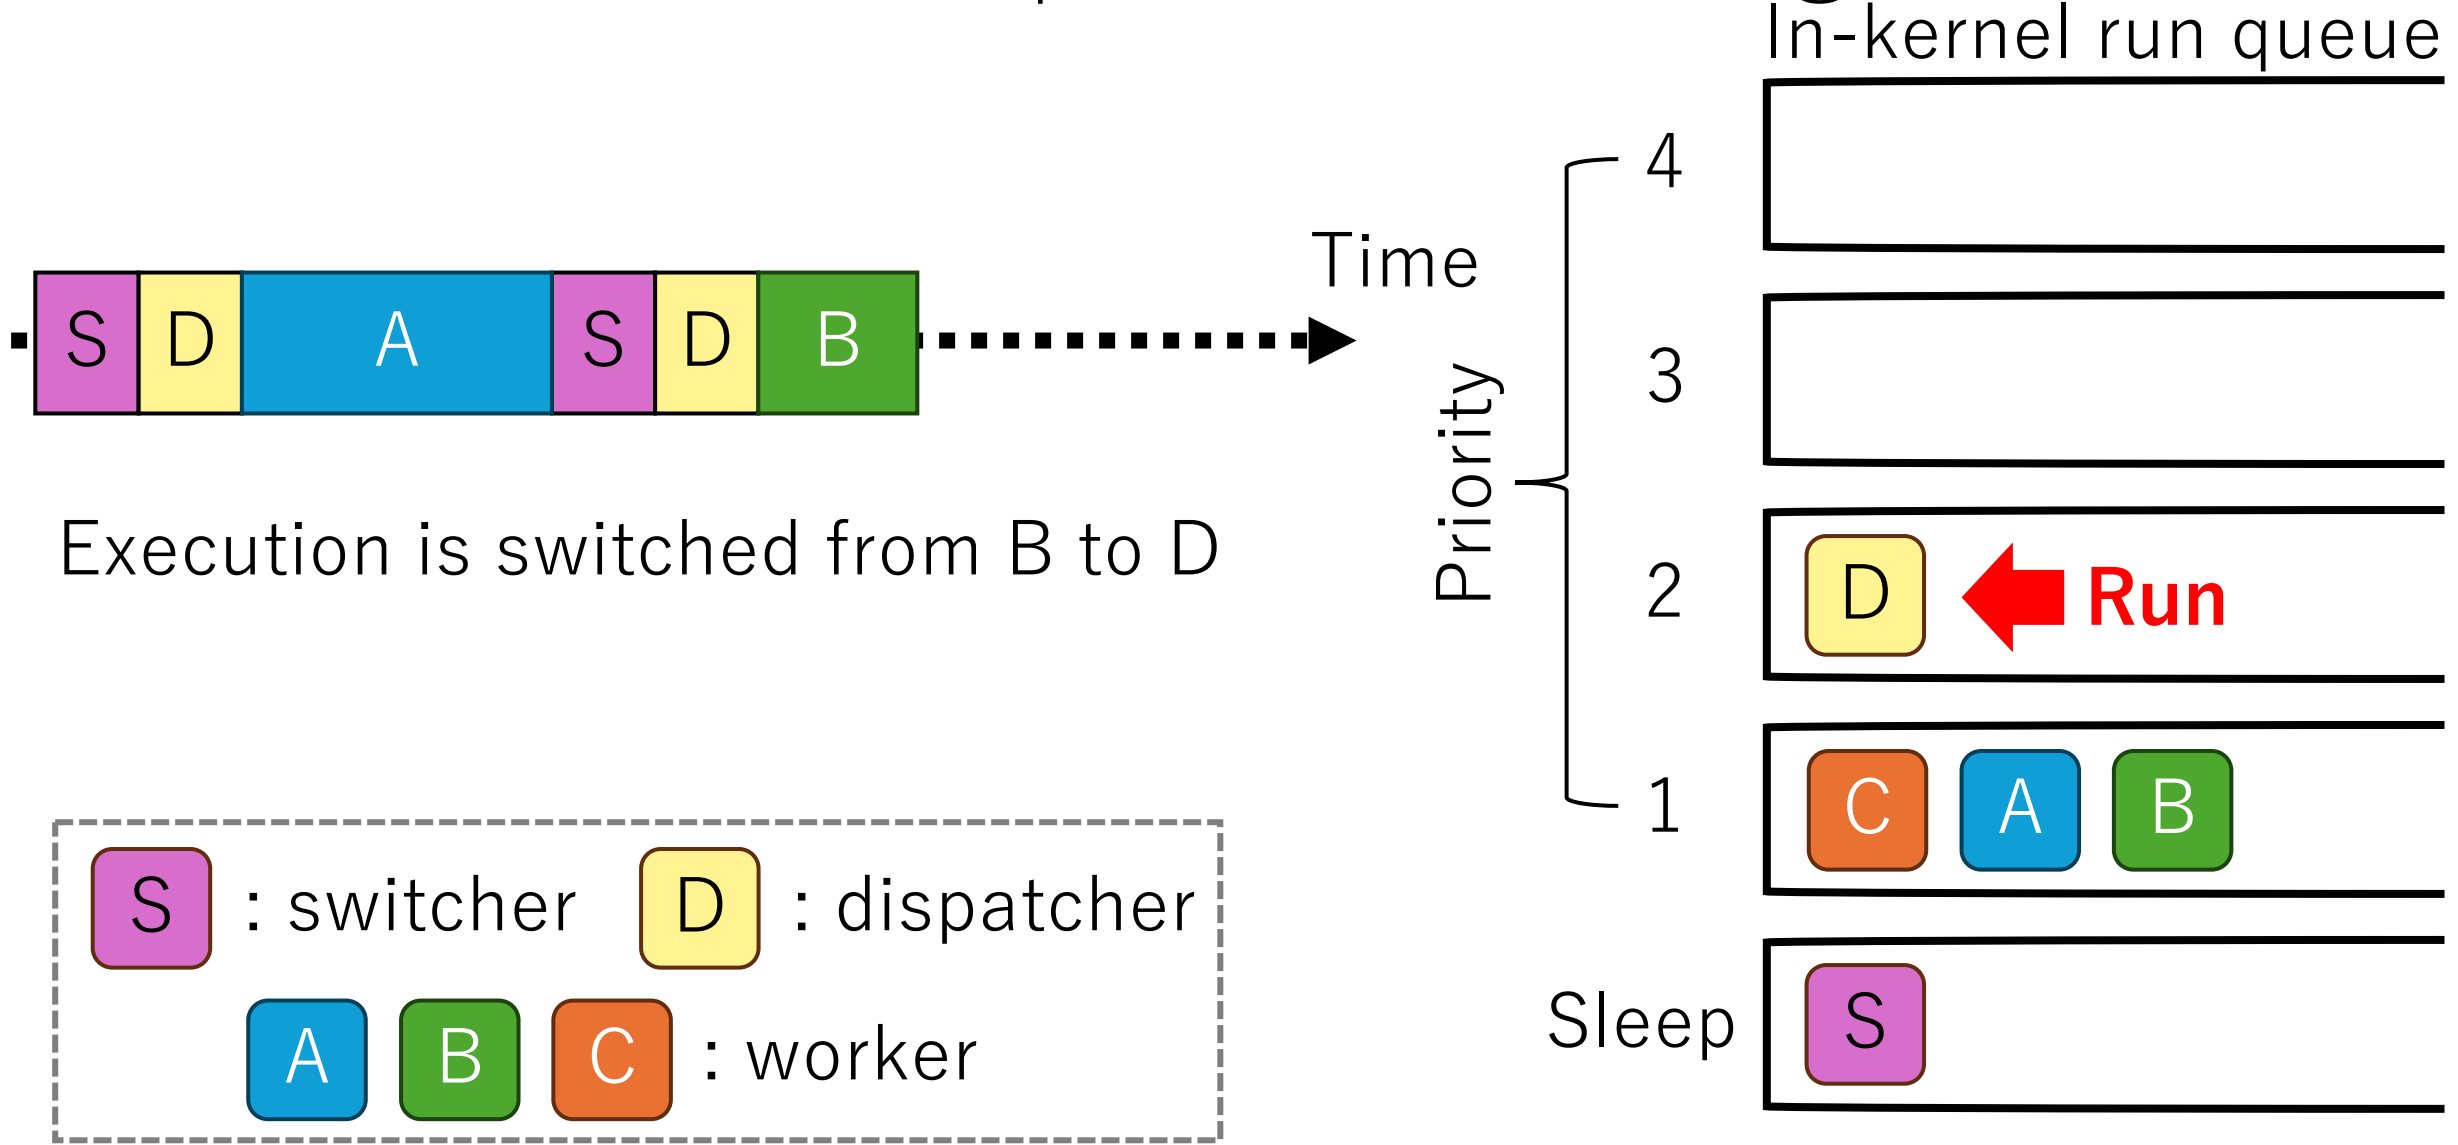 In-kernel run queue
4
Time
S D A S D B
3
Priority
Execution is switched from B to D
2
D Run
1
C A B
S : switcher D : dispatcher
A B C : worker
Sleep
S